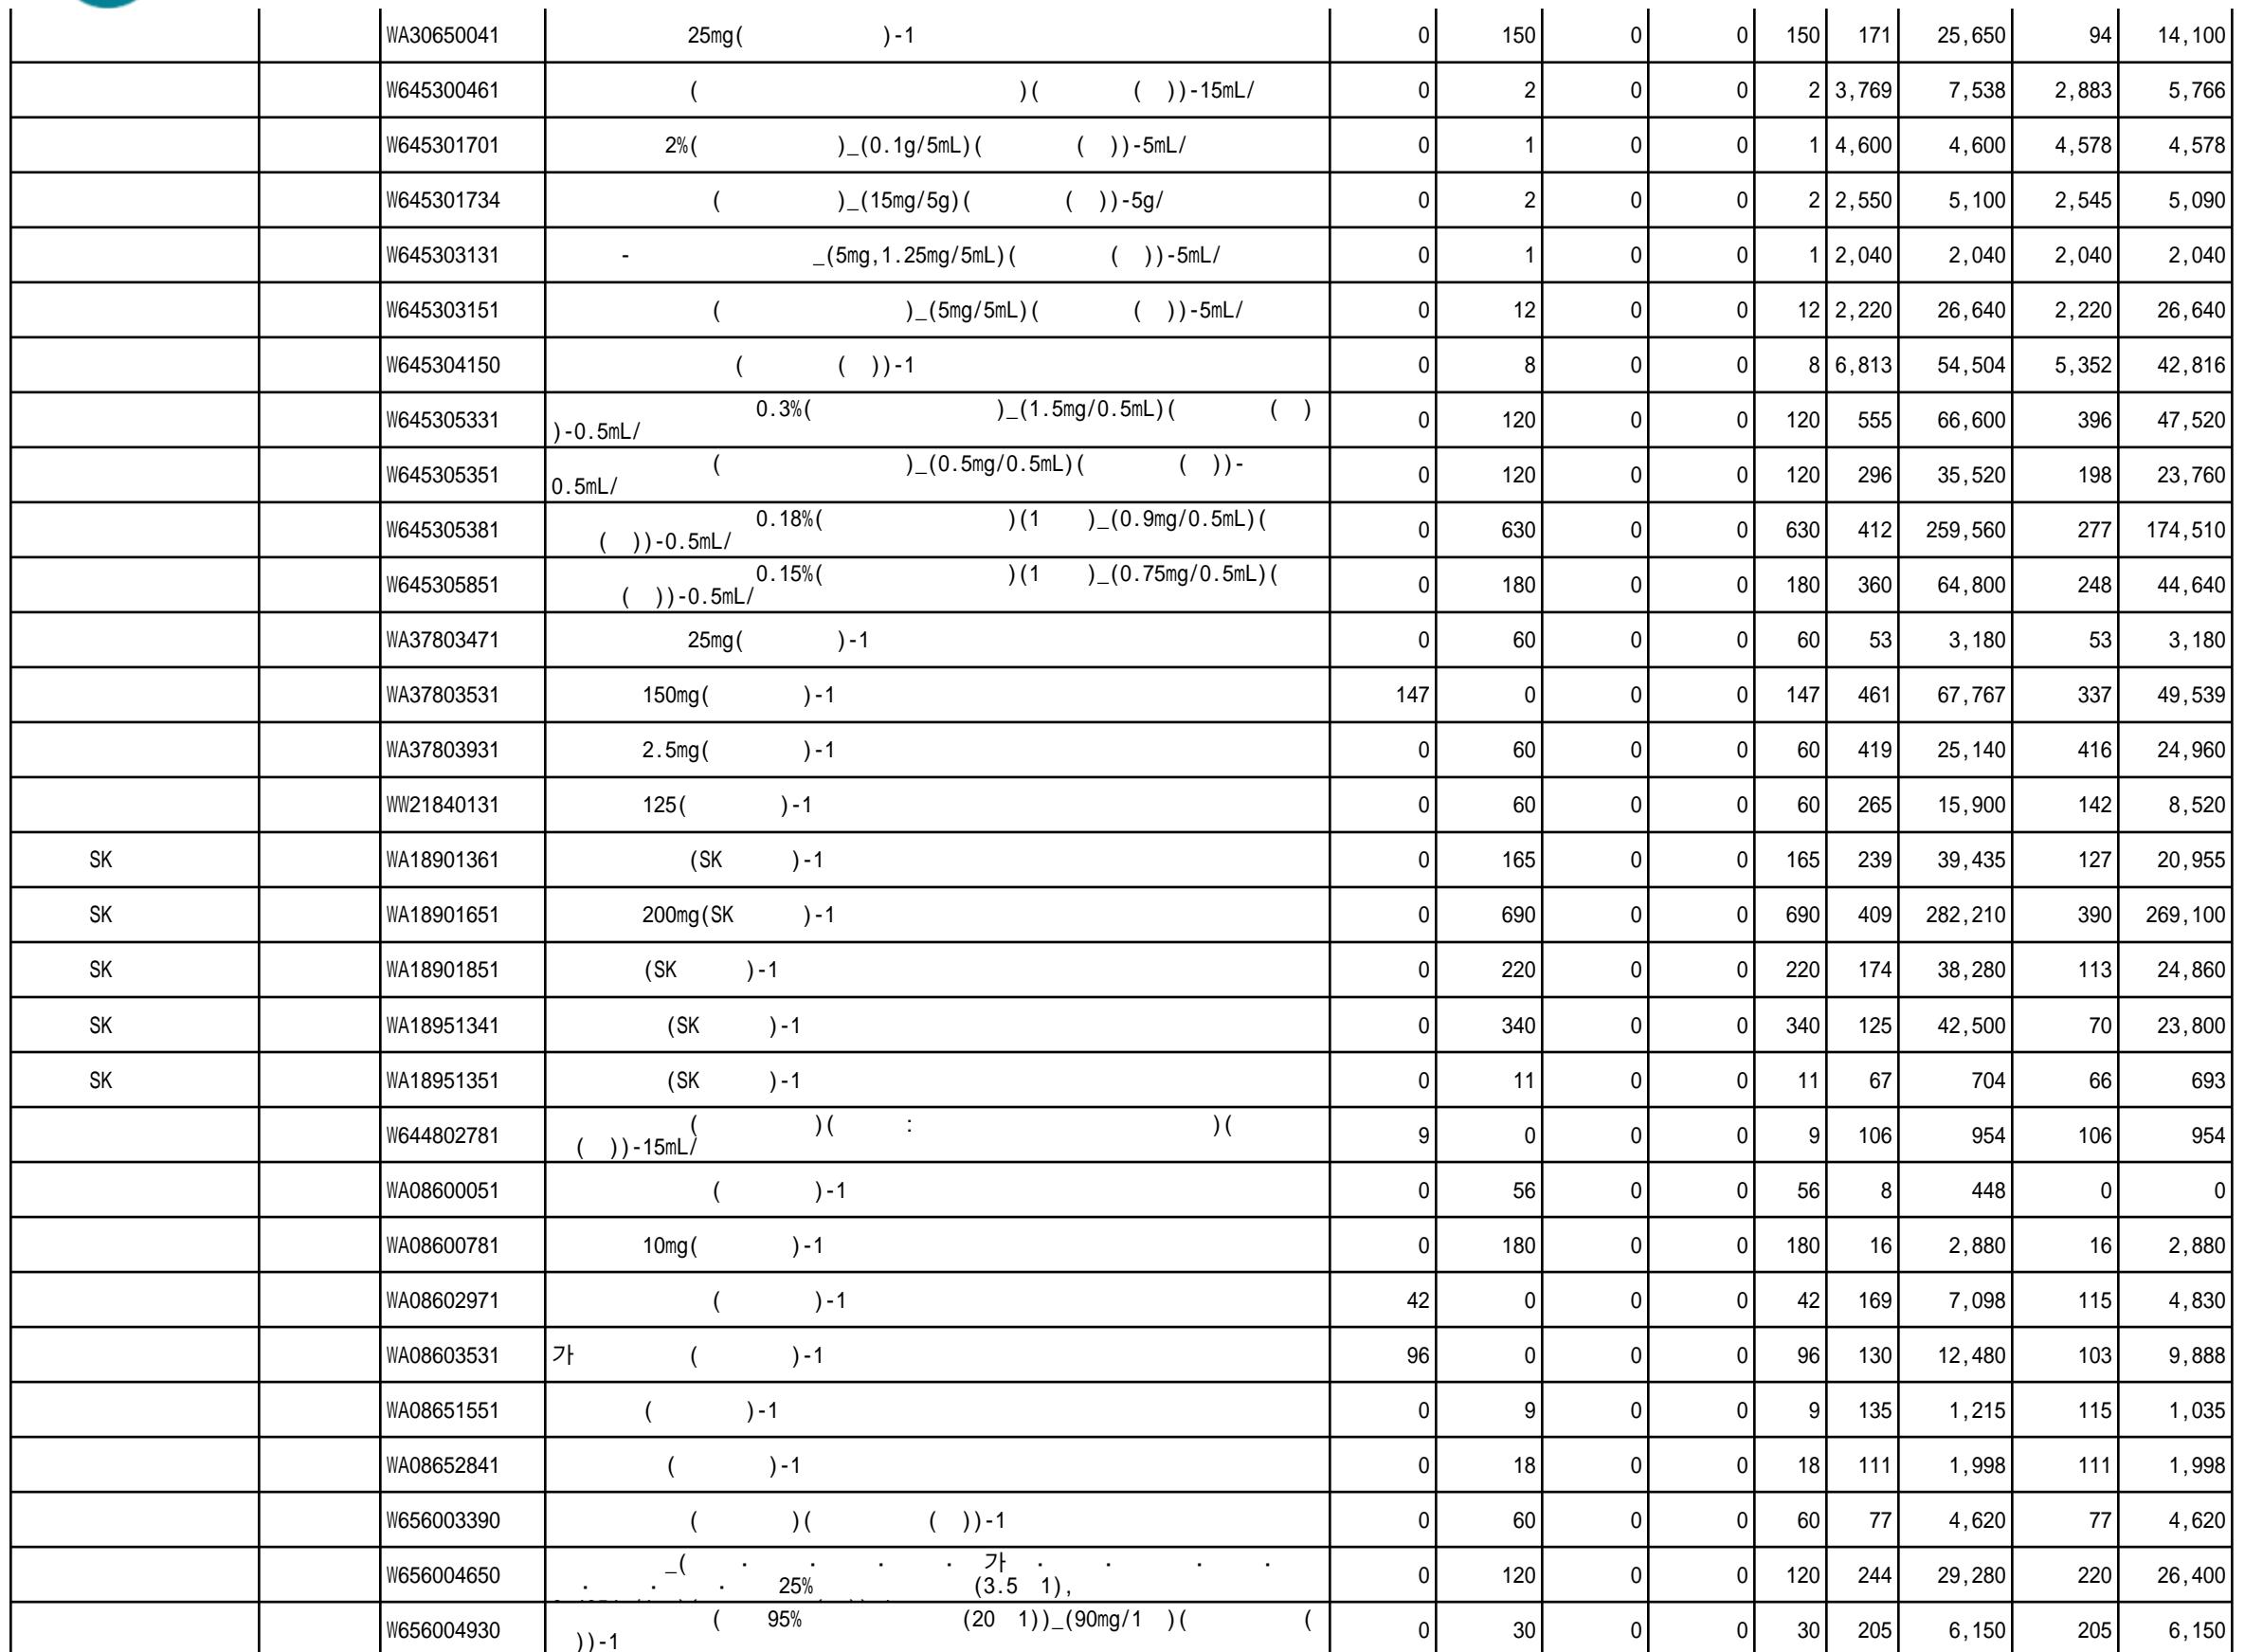 WA30650041 25mg( )-1 0 150 0 0 150 171 25,650 94 14,100
W645300461 ( )( ( ))-15mL/ 0 2 0 0 2 3,769 7,538 2,883 5,766
W645301701 2%( )_(0.1g/5mL)( ( ))-5mL/ 0 1 0 0 1 4,600 4,600 4,578 4,578
W645301734 ( )_(15mg/5g)( ( ))-5g/ 0 2 0 0 2 2,550 5,100 2,545 5,090
W645303131 - _(5mg,1.25mg/5mL)( ( ))-5mL/ 0 1 0 0 1 2,040 2,040 2,040 2,040
W645303151 ( )_(5mg/5mL)( ( ))-5mL/ 0 12 0 0 12 2,220 26,640 2,220 26,640
W645304150 ( ( ))-1 0 8 0 0 8 6,813 54,504 5,352 42,816
W645305331 0.3%( )_(1.5mg/0.5mL)( ( )
)-0.5mL/ 0 120 0 0 120 555 66,600 396 47,520
W645305351 ( )_(0.5mg/0.5mL)( ( ))-
0.5mL/ 0 120 0 0 120 296 35,520 198 23,760
W645305381 0.18%( )(1 )_(0.9mg/0.5mL)(
( ))-0.5mL/ 0 630 0 0 630 412 259,560 277 174,510
W645305851 0.15%( )(1 )_(0.75mg/0.5mL)(
( ))-0.5mL/ 0 180 0 0 180 360 64,800 248 44,640
WA37803471 25mg( )-1 0 60 0 0 60 53 3,180 53 3,180
WA37803531 150mg( )-1 147 0 0 0 147 461 67,767 337 49,539
WA37803931 2.5mg( )-1 0 60 0 0 60 419 25,140 416 24,960
WW21840131 125( )-1 0 60 0 0 60 265 15,900 142 8,520
SK WA18901361 (SK )-1 0 165 0 0 165 239 39,435 127 20,955
SK WA18901651 200mg(SK )-1 0 690 0 0 690 409 282,210 390 269,100
SK WA18901851 (SK )-1 0 220 0 0 220 174 38,280 113 24,860
SK WA18951341 (SK )-1 0 340 0 0 340 125 42,500 70 23,800
SK WA18951351 (SK )-1 0 11 0 0 11 67 704 66 693
W644802781 ( )( : )(
( ))-15mL/ 9 0 0 0 9 106 954 106 954
WA08600051 ( )-1 0 56 0 0 56 8 448 0 0
WA08600781 10mg( )-1 0 180 0 0 180 16 2,880 16 2,880
WA08602971 ( )-1 42 0 0 0 42 169 7,098 115 4,830
WA08603531 가 ( )-1 96 0 0 0 96 130 12,480 103 9,888
WA08651551 ( )-1 0 9 0 0 9 135 1,215 115 1,035
WA08652841 ( )-1 0 18 0 0 18 111 1,998 111 1,998
W656003390 ( )( ( ))-1 0 60 0 0 60 77 4,620 77 4,620
W656004650 _( · · · · 가 · · · ·
· · · 25% (3.5 1), 0 120 0 0 120 244 29,280 220 26,400
W656004930 ( 95% (20 1))_(90mg/1 )( (
))-1 0 30 0 0 30 205 6,150 205 6,150